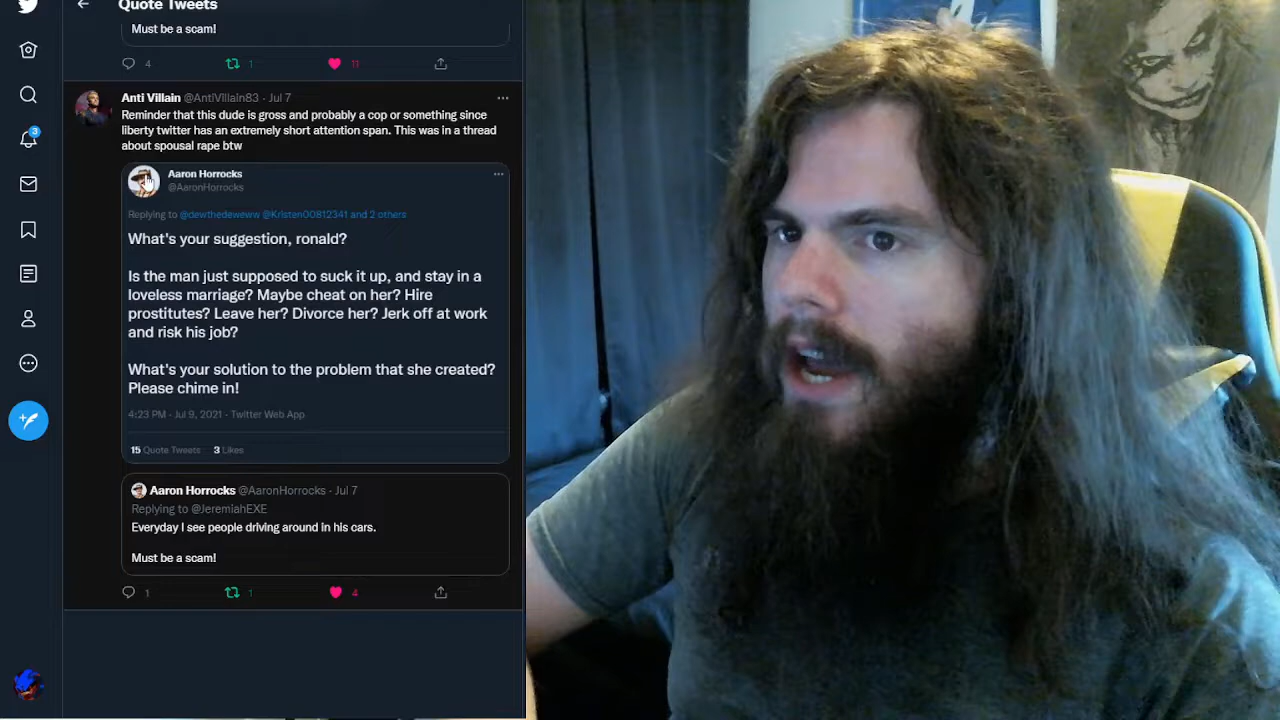 Quote Tweets
Must be a scam!
4 1 11
Anti Villain @AntiVillain83 · Jul 7
Reminder that this dude is gross and probably a cop or something since
liberty twitter has an extremely short attention span. This was in a thread
about spousal rape btw
Aaron Horrocks
@AaronHorrocks
Replying to @dewthedeweww @Kristen00812341 and 2 others
What's your suggestion, ronald?
Is the man just supposed to suck it up, and stay in a
loveless marriage? Maybe cheat on her? Hire
prostitutes? Leave her? Divorce her? Jerk off at work
and risk his job?
What's your solution to the problem that she created?
Please chime in!
4:23 PM · Jul 9, 2021 · Twitter Web App
15 Quote Tweets 3 Likes
Aaron Horrocks @AaronHorrocks · Jul 7
Replying to @JeremiahEXE
Everyday I see people driving around in his cars.
Must be a scam!
1 1 4
3